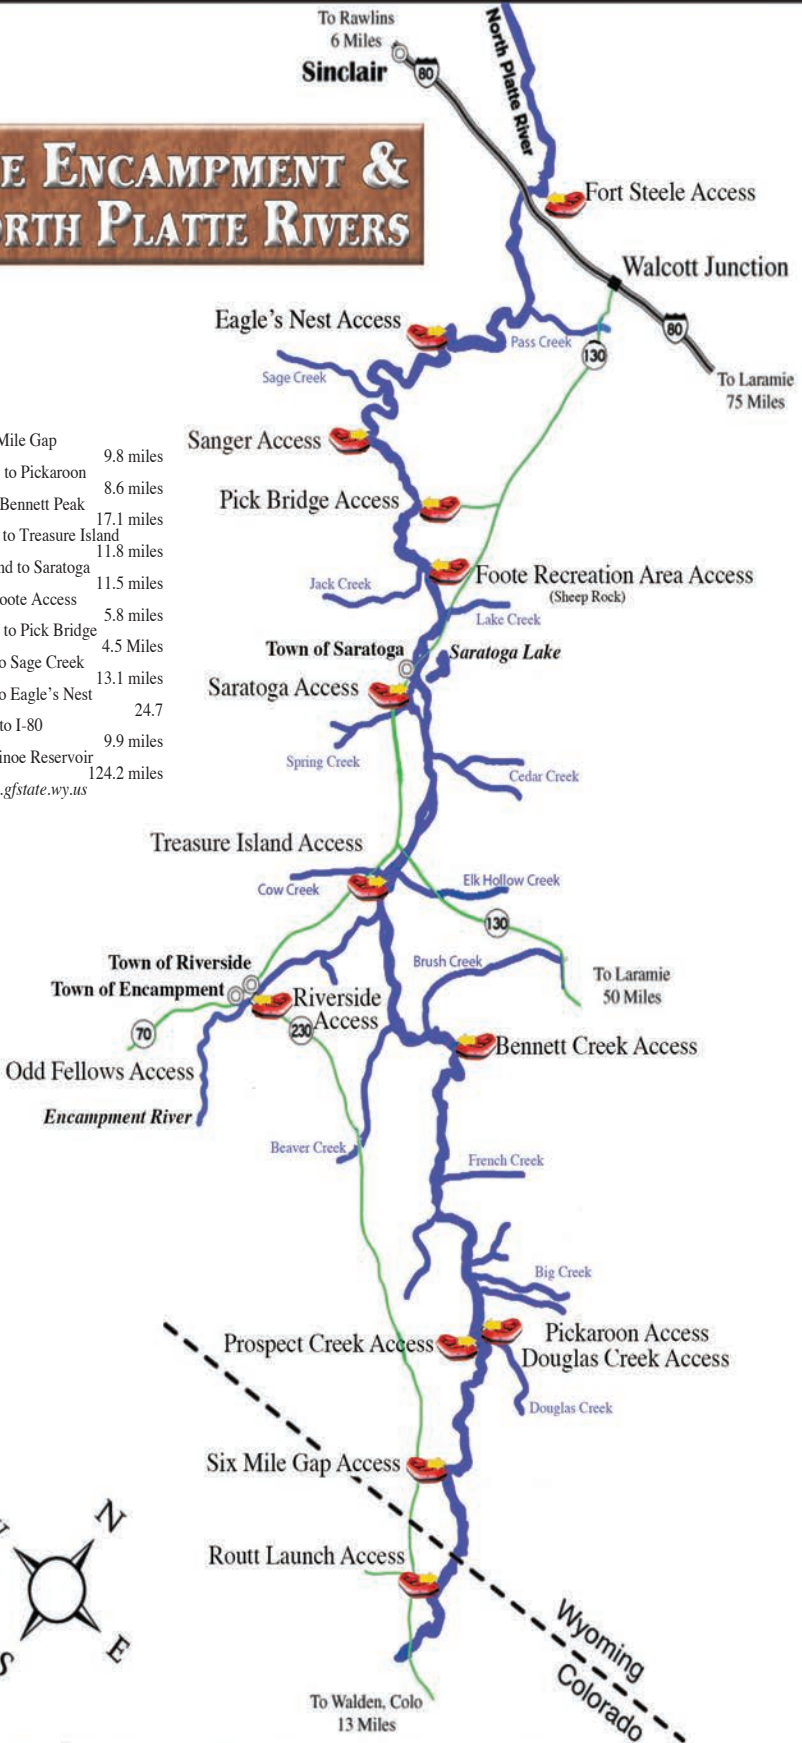 To Rawlins
6 Miles
Sinclair
80
North Platte River
E ENCAMPMENT &
ORTH PLATTE RIVERS
Fort Steele Access
Walcott Junction
Eagle's Nest Access
Pass Creek
80
130
Sage Creek
To Laramie
75 Miles
Mile Gap
9.8 miles
to Pickaroon
8.6 miles
Bennett Peak
17.1 miles
to Treasure Island
11.8 miles
nd to Saratoga
11.5 miles
oote Access
5.8 miles
to Pick Bridge
4.5 Miles
o Sage Creek
13.1 miles
o Eagle's Nest
24.7
to I-80
9.9 miles
inoe Reservoir
124.2 miles
.gfstate.wy.us
Sanger Access
Pick Bridge Access
Jack Creek
Foote Recreation Area Access
(Sheep Rock)
Lake Creek
Town of Saratoga
Saratoga Lake
Saratoga Access
Spring Creek
Cedar Creek
Treasure Island Access
Cow Creek
Elk Hollow Creek
130
Town of Riverside
Brush Creek
To Laramie
50 Miles
Town of Encampment
Riverside
Access
70
230
Bennett Creek Access
Odd Fellows Access
Encampment River
Beaver Creek
French Creek
Big Creek
Prospect Creek Access
Pickaroon Access
Douglas Creek Access
Douglas Creek
Six Mile Gap Access
N
W
Routt Launch Access
S
E
Wyoming
Colorado
To Walden, Colo
13 Miles